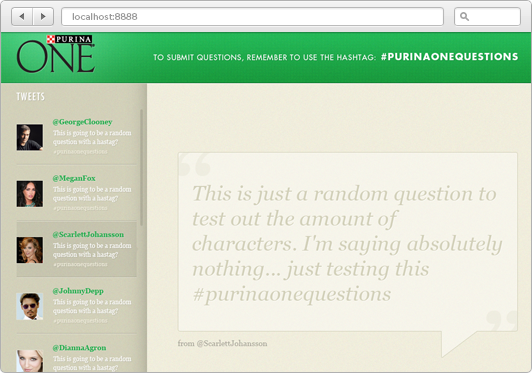 localhost:8888
PURINA
ONE
TO SUBMIT QUESTIONS, REMEMBER TO USE THE HASHTAG: #PURINAONEQUESTIONS
TWEETS
@GeorgeClooney
This is going to be a random
question with a hastag?
#purinaonequestions
@MeganFox
This is going to be a random
question with a hastag?
#purinaonequestions
@ScarlettJohansson
This is going to be a random
question with a hastag?
#purinaonequestions
@JohnnyDepp
This is going to be a random
question with a hastag?
#purinaonequestions
@DiannaAgron
This is going to be a random
question with a hastag?
“
This is just a random question to
test out the amount of
characters. I'm saying absolutely
nothing... just testing this
#purinaonequestions
”
from @ScarlettJohansson